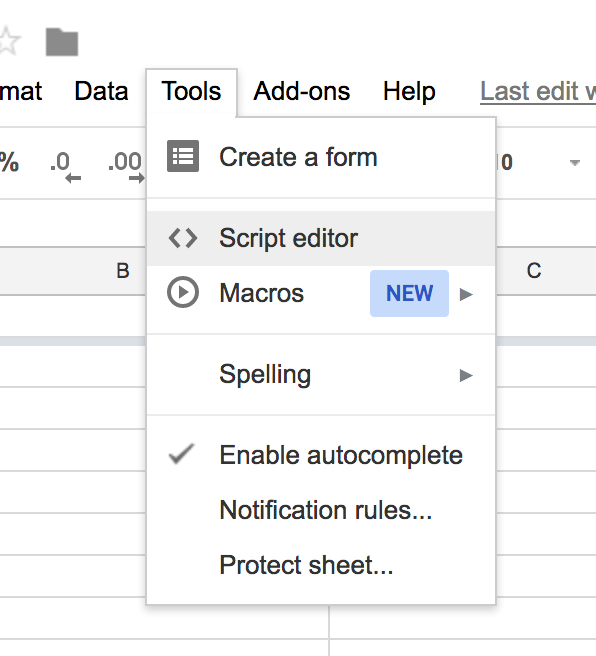 mat Data Tools Add-ons Help Last edit w
% .0 .00 10
Create a form
Script editor
B C
Macros NEW
Spelling
Enable autocomplete
Notification rules...
Protect sheet...